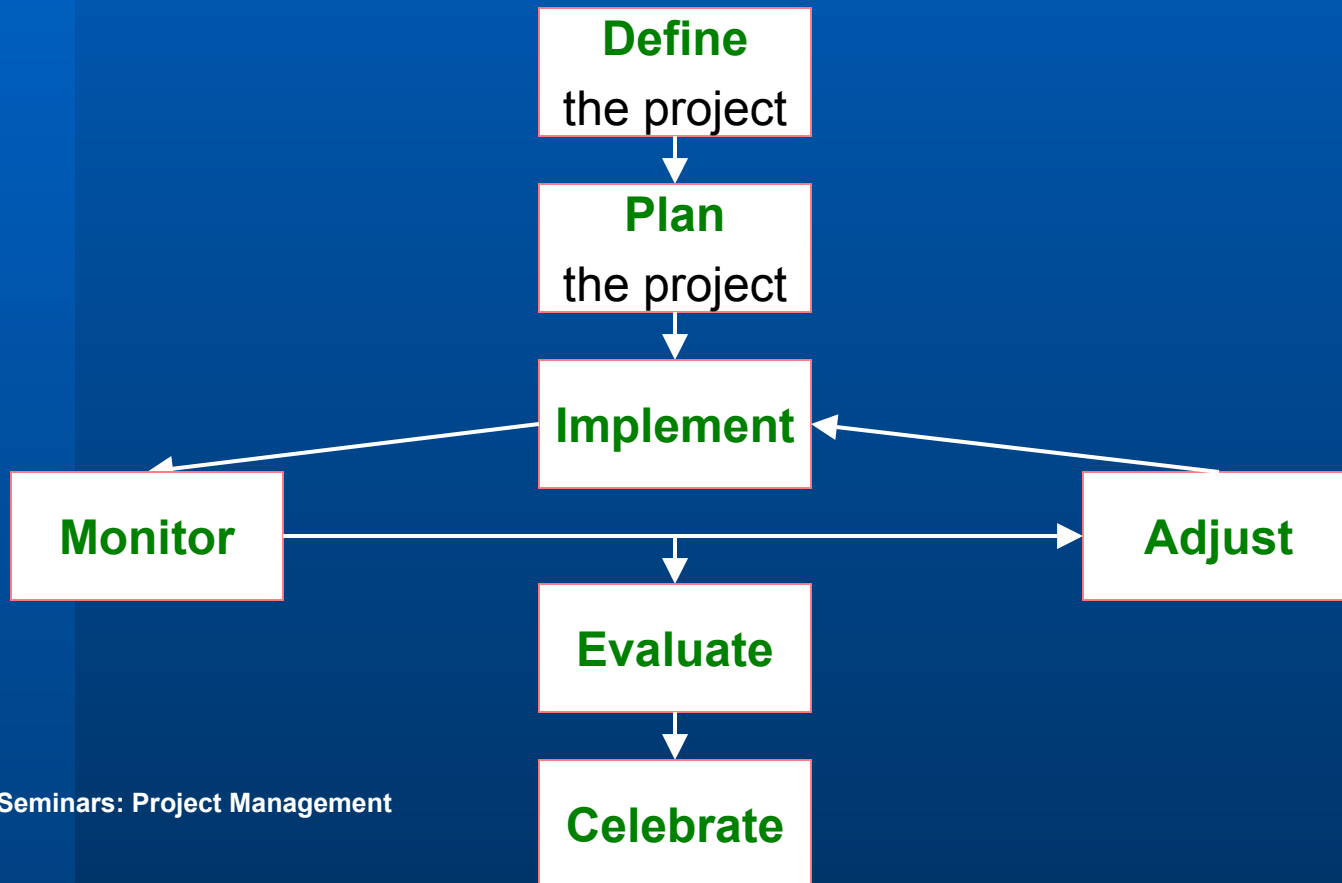 Define
the project
Plan
the project
Implement
Monitor
Adjust
Evaluate
Seminars: Project Management
Celebrate